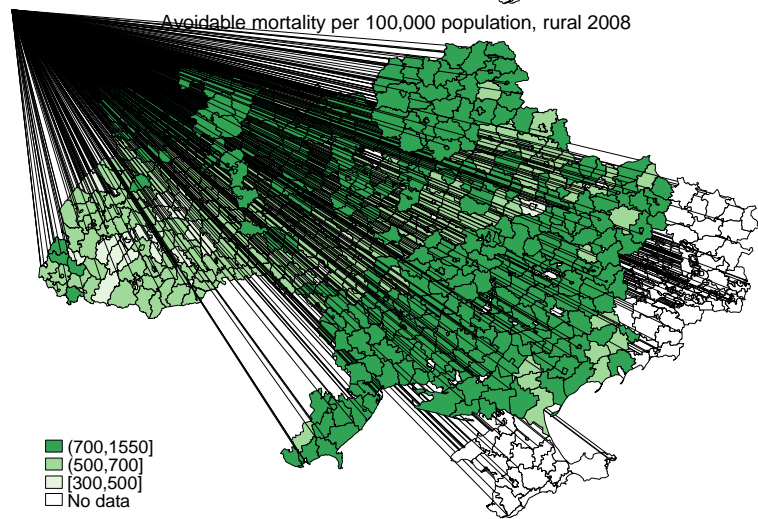 Avoidable mortality per 100,000 population, rural 2008
(700,1550]
(500,700]
[300,500]
No data